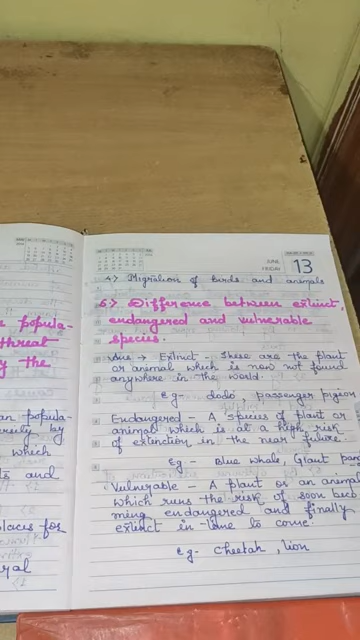 JUNE
FRIDAY
13
4> Migration of birds and animals
5> Difference between extinct,
endangered and vulnerable
species.
Ans → Extinct - These are the plant
or animal which is now not found
anywhere in the world.
Eg - dodo, passenger pigeon
Endangered - A species of plant or
animal which is at a high risk
of extinction in the near future.
Eg - Blue Whale, Giant pan
Vulnerable - A plant or an animal
which runs the risk of soon beco
ming endangered and finally
extinct in time to come.
Eg - cheetah, lion
popula-
threat
the
an popula-
by
which
and
places for